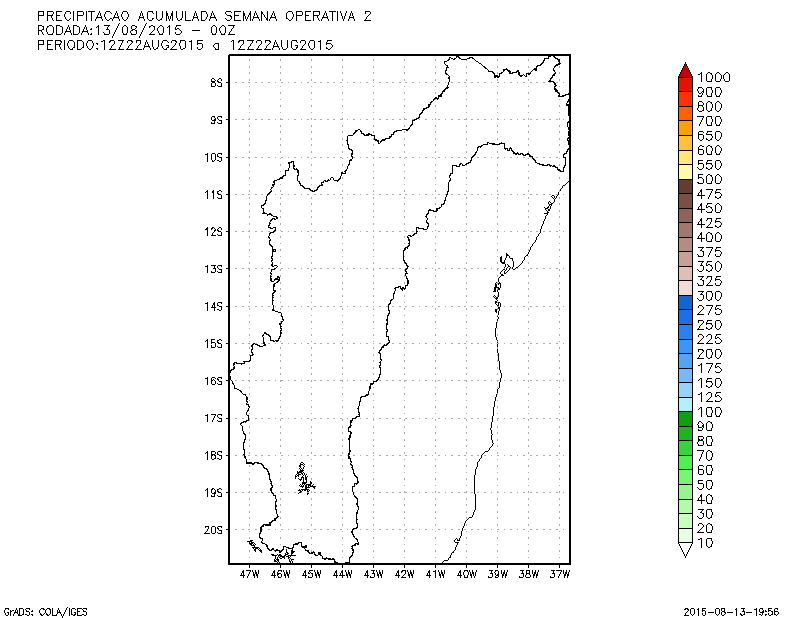 PRECIPITACAO ACUMULADA SEMANA OPERATIVA 2
RODADA:13/08/2015 - 00Z
PERIODO:12Z22AUG2015 a 12Z22AUG2015
8S
9S
10S
11S
12S
13S
14S
15S
16S
17S
18S
19S
20S
47W 46W 45W 44W 43W 42W 41W 40W 39W 38W 37W
1000
900
800
700
650
600
550
500
475
450
425
400
375
350
325
300
275
250
225
200
175
150
125
100
90
80
70
60
50
40
30
20
10
GrADS: COLA/IGES
2015-08-13-19:56